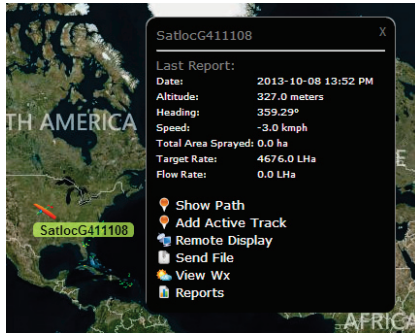 SatlocG411108 X
Last Report:
Date: 2013-10-08 13:52 PM
Altitude: 327.0 meters
Heading: 359.29°
Speed: -3.0 kmph
Total Area Sprayed: 0.0 ha
Target Rate: 4676.0 LHa
Flow Rate: 0.0 LHa
Show Path
Add Active Track
Remote Display
Send File
View Wx
Reports
TH AMERICA
SatlocG411108
E
AFRICA